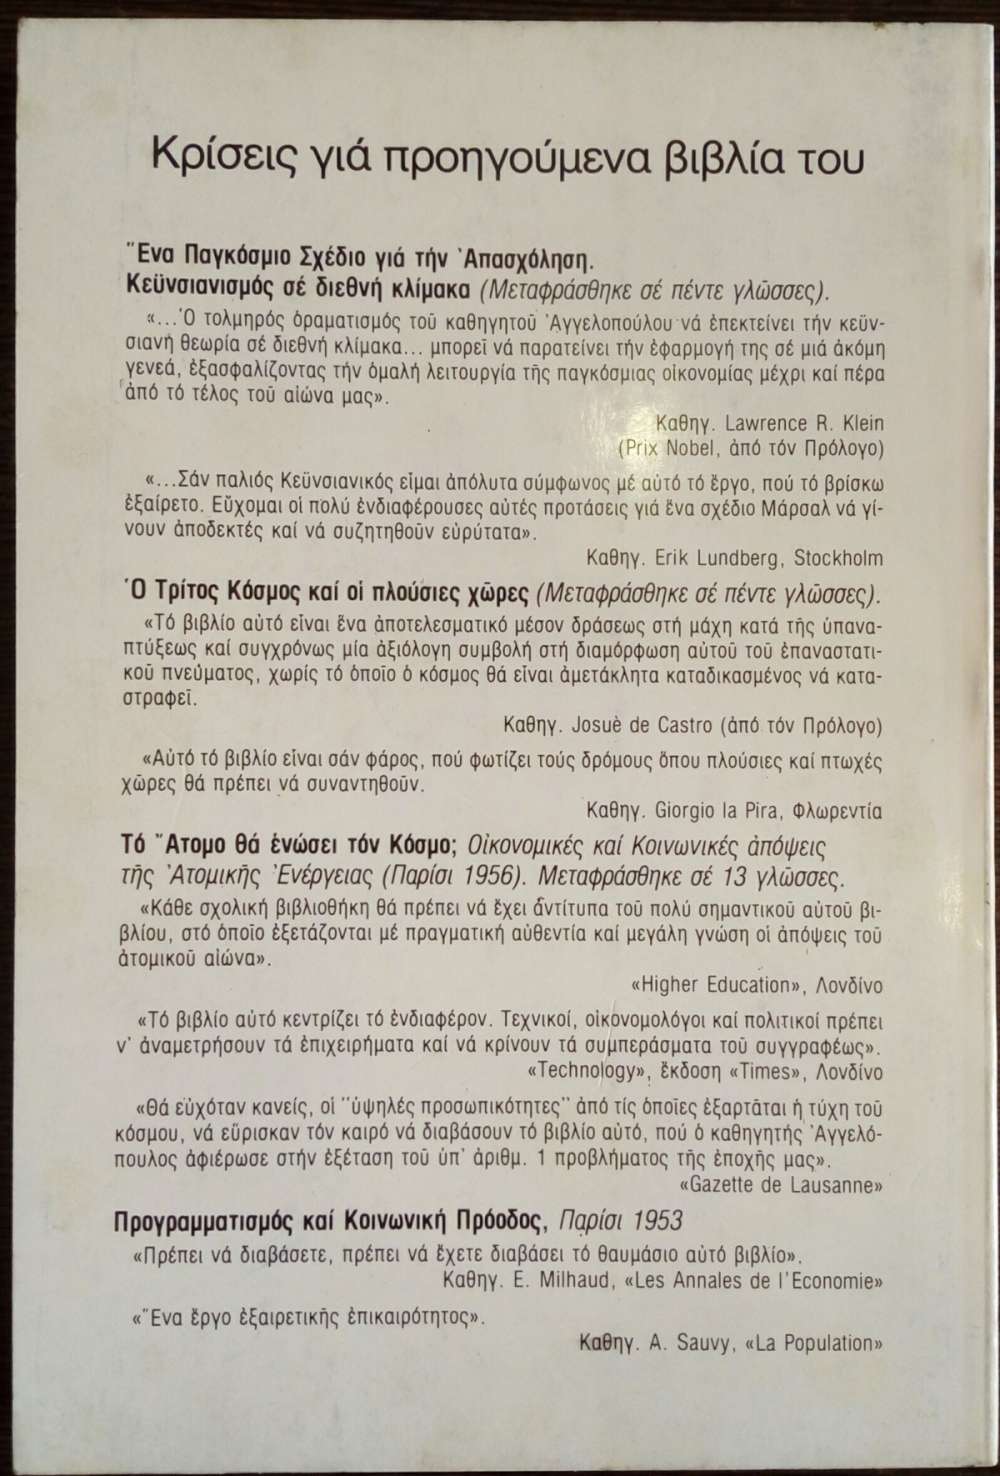 Κρίσεις γιά προηγούμενα βιβλία του
Ἕνα Παγκόσμιο Σχέδιο γιά τήν Ἀπασχόληση.
Κεϋνσιανισμός σέ διεθνή κλίμακα (Μεταφράσθηκε σέ πέντε γλῶσσες).
«...Ὁ τολμηρός ὁραματισμός τοῦ καθηγητοῦ Ἀγγελοπούλου νά ἐπεκτείνει τήν κεϋν-
σιανή θεωρία σέ διεθνή κλίμακα... μπορεῖ νά παρατείνει τήν ἐφαρμογή της σέ μιά ἀκόμη
γενεά, ἐξασφαλίζοντας τήν ὁμαλή λειτουργία τῆς παγκόσμιας οἰκονομίας μέχρι καί πέρα
ἀπό τό τέλος τοῦ αἰώνα μας».
Καθηγ. Lawrence R. Klein
(Prix Nobel, ἀπό τόν Πρόλογο)
«...Σάν παλιός Κεϋνσιανικός εἶμαι ἀπόλυτα σύμφωνος μέ αὐτό τό ἔργο, πού τό βρίσκω
ἐξαίρετο. Εὔχομαι οἱ πολύ ἐνδιαφέρουσες αὐτές προτάσεις γιά ἕνα σχέδιο Μάρσαλ νά γί-
νουν ἀποδεκτές καί νά συζητηθοῦν εὐρύτατα».
Καθηγ. Erik Lundberg, Stockholm
Ὁ Τρίτος Κόσμος καί οἱ πλούσιες χῶρες (Μεταφράσθηκε σέ πέντε γλῶσσες).
«Τό βιβλίο αὐτό εἶναι ἕνα ἀποτελεσματικό μέσον δράσεως στή μάχη κατά τῆς ὑπανα-
πτύξεως καί συγχρόνως μία ἀξιόλογη συμβολή στή διαμόρφωση αὐτοῦ τοῦ ἐπαναστατι-
κοῦ πνεύματος, χωρίς τό ὁποῖο ὁ κόσμος θά εἶναι ἀμετάκλητα καταδικασμένος νά κατα-
στραφεῖ.
Καθηγ. Josuè de Castro (ἀπό τόν Πρόλογο)
«Αὐτό τό βιβλίο εἶναι σάν φάρος, πού φωτίζει τούς δρόμους ὅπου πλούσιες καί πτωχές
χῶρες θά πρέπει νά συναντηθοῦν.
Καθηγ. Giorgio la Pira, Φλωρεντία
Τό Ἄτομο θά ἑνώσει τόν Κόσμο; Οἰκονομικές καί Κοινωνικές ἀπόψεις
τῆς Ἀτομικῆς Ἐνέργειας (Παρίσι 1956). Μεταφράσθηκε σέ 13 γλῶσσες.
«Κάθε σχολική βιβλιοθήκη θά πρέπει νά ἔχει ἀντίτυπα τοῦ πολύ σημαντικοῦ αὐτοῦ βι-
βλίου, στό ὁποῖο ἐξετάζονται μέ πραγματική αὐθεντία καί μεγάλη γνώση οἱ ἀπόψεις τοῦ
ἀτομικοῦ αἰώνα».
«Higher Education», Λονδίνο
«Τό βιβλίο αὐτό κεντρίζει τό ἐνδιαφέρον. Τεχνικοί, οἰκονομολόγοι καί πολιτικοί πρέπει
ν' ἀναμετρήσουν τά ἐπιχειρήματα καί νά κρίνουν τά συμπεράσματα τοῦ συγγραφέως».
«Technology», ἔκδοση «Times», Λονδίνο
«Θά εὐχόταν κανείς, οἱ "ὑψηλές προσωπικότητες" ἀπό τίς ὁποῖες ἐξαρτᾶται ἡ τύχη τοῦ
κόσμου, νά εὕρισκαν τόν καιρό νά διαβάσουν τό βιβλίο αὐτό, πού ὁ καθηγητής Ἀγγελό-
πουλος ἀφιέρωσε στήν ἐξέταση τοῦ ὑπ' ἀριθμ. 1 προβλήματος τῆς ἐποχῆς μας».
«Gazette de Lausanne»
Προγραμματισμός καί Κοινωνική Πρόοδος, Παρίσι 1953
«Πρέπει νά διαβάσετε, πρέπει νά ἔχετε διαβάσει τό θαυμάσιο αὐτό βιβλίο».
Καθηγ. E. Milhaud, «Les Annales de l'Economie»
«Ἕνα ἔργο ἐξαιρετικῆς ἐπικαιρότητος».
Καθηγ. A. Sauvy, «La Population»